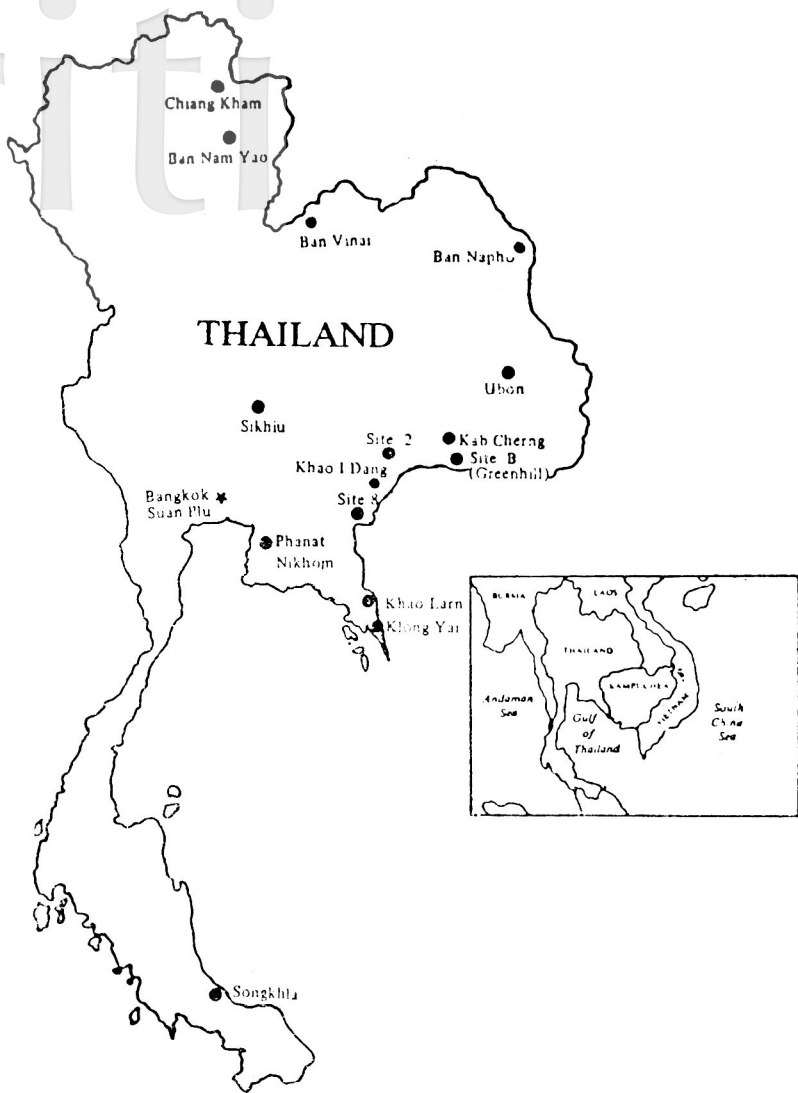 Chiang Kham
Ban Nam Yao
Ban Vinai
Ban Napho
THAILAND
Ubon
Sikhiu
Site 2
Kab Cherng
Khao I Dang
Site B
(Greenhill)
Bangkok
Suan Plu
Site 8
Phanat
Nikhom
Khao Larn
Klong Yai
BURMA
LAOS
THAILAND
KAMPUCHEA
VIETNAM
Andaman
Sea
Gulf
of
Thailand
South
China
Sea
Songkhla